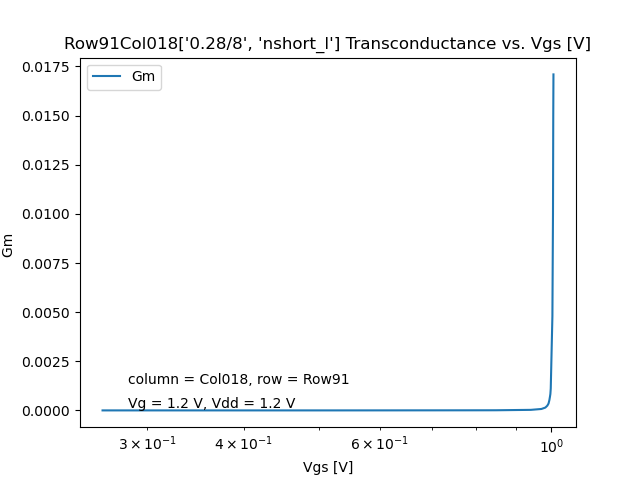 Row91Col018['0.28/8', 'nshort_l'] Transconductance vs. Vgs [V]
Gm
0.0175
0.0150
0.0125
0.0100
0.0075
0.0050
0.0025
0.0000
Gm
column = Col018, row = Row91
Vg = 1.2 V, Vdd = 1.2 V
3 × 10⁻¹ 4 × 10⁻¹ 6 × 10⁻¹ 10⁰
Vgs [V]